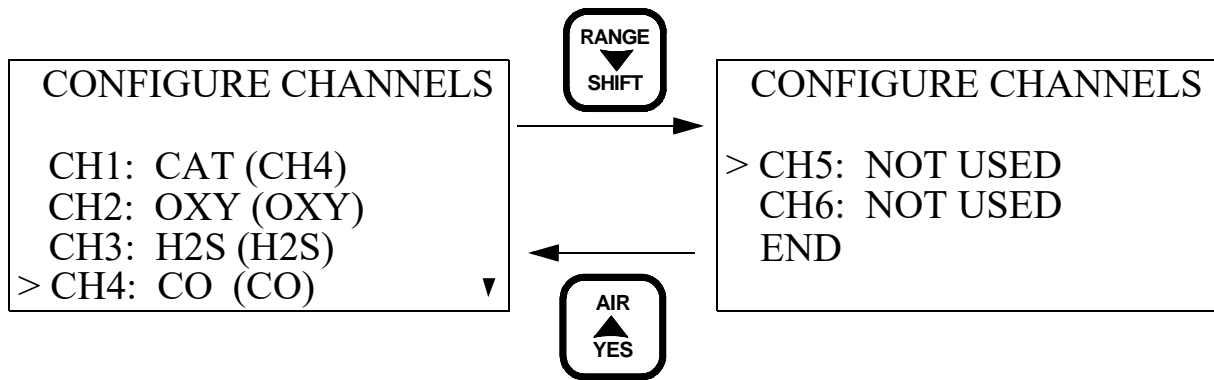 RANGE
SHIFT
CONFIGURE CHANNELS
CH1: CAT (CH4)
CH2: OXY (OXY)
CH3: H2S (H2S)
> CH4: CO (CO)
CONFIGURE CHANNELS
> CH5: NOT USED
CH6: NOT USED
END
AIR
YES